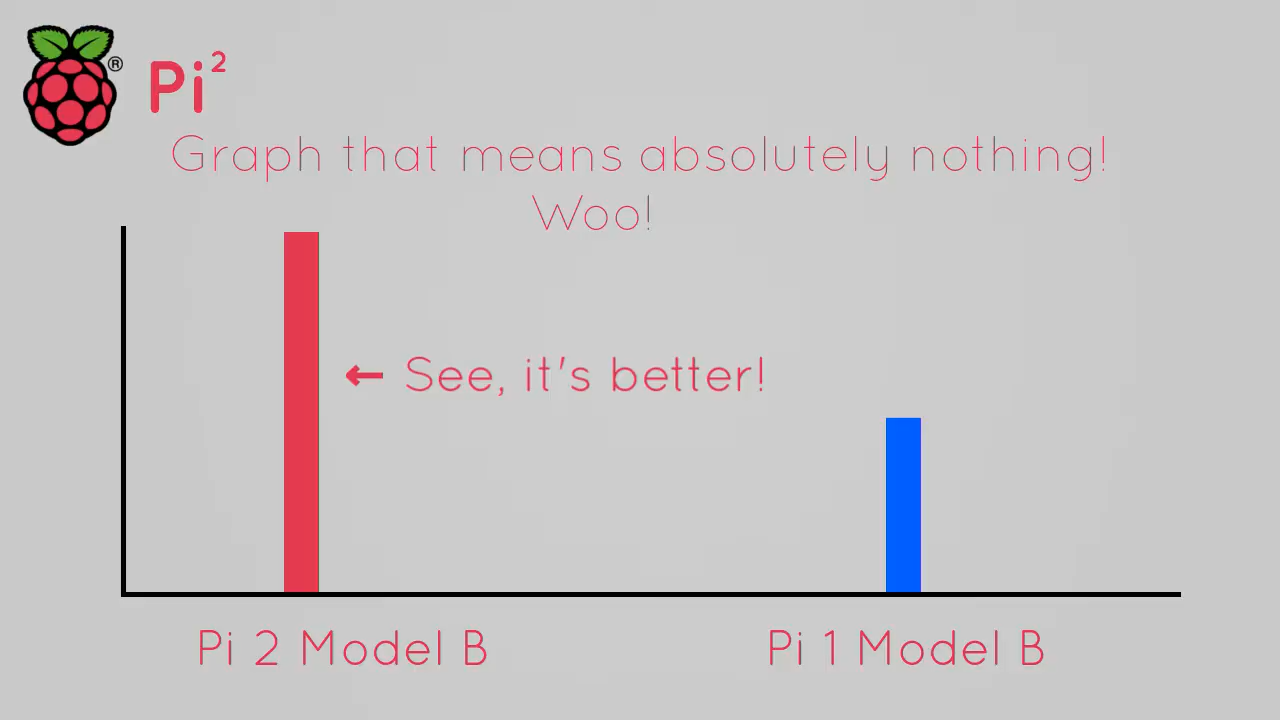 ®
Pi²
Graph that means absolutely nothing!
Woo!
← See, it's better!
Pi 2 Model B
Pi 1 Model B